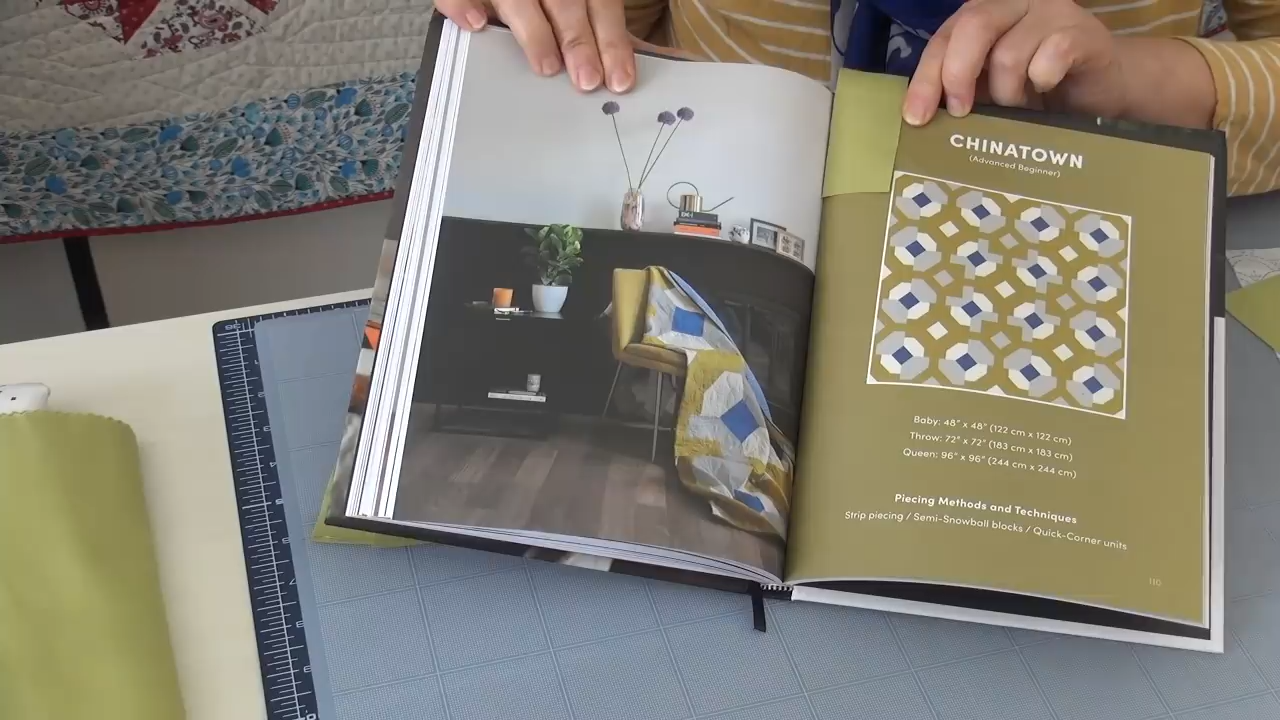 CHINATOWN
(Advanced Beginner)
Baby: 48" x 48" (122 cm x 122 cm)
Throw: 72" x 72" (183 cm x 183 cm)
Queen: 96" x 96" (244 cm x 244 cm)
Piecing Methods and Techniques
Strip piecing / Semi-Snowball blocks / Quick-Corner units
110